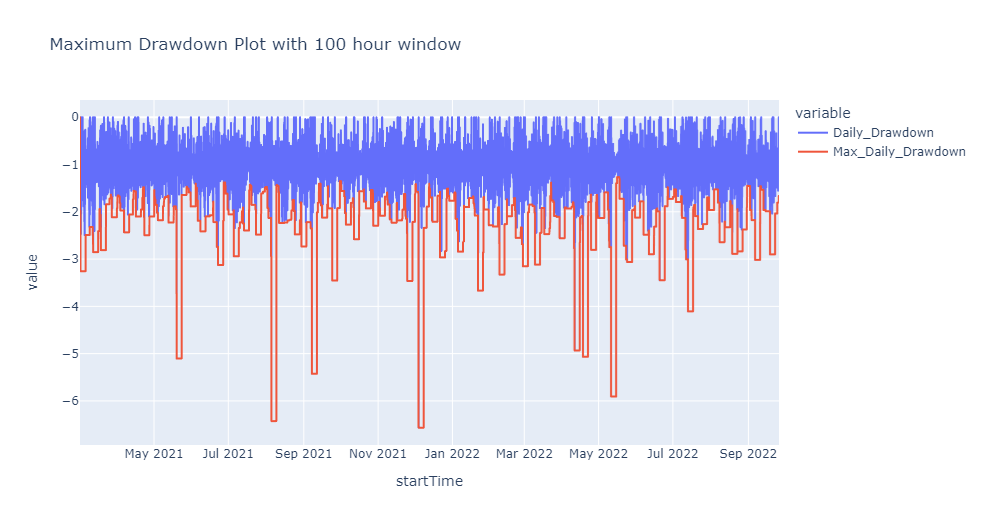 Maximum Drawdown Plot with 100 hour window
variable
Daily_Drawdown
Max_Daily_Drawdown
value
0
−1
−2
−3
−4
−5
−6
May 2021 Jul 2021 Sep 2021 Nov 2021 Jan 2022 Mar 2022 May 2022 Jul 2022 Sep 2022
startTime